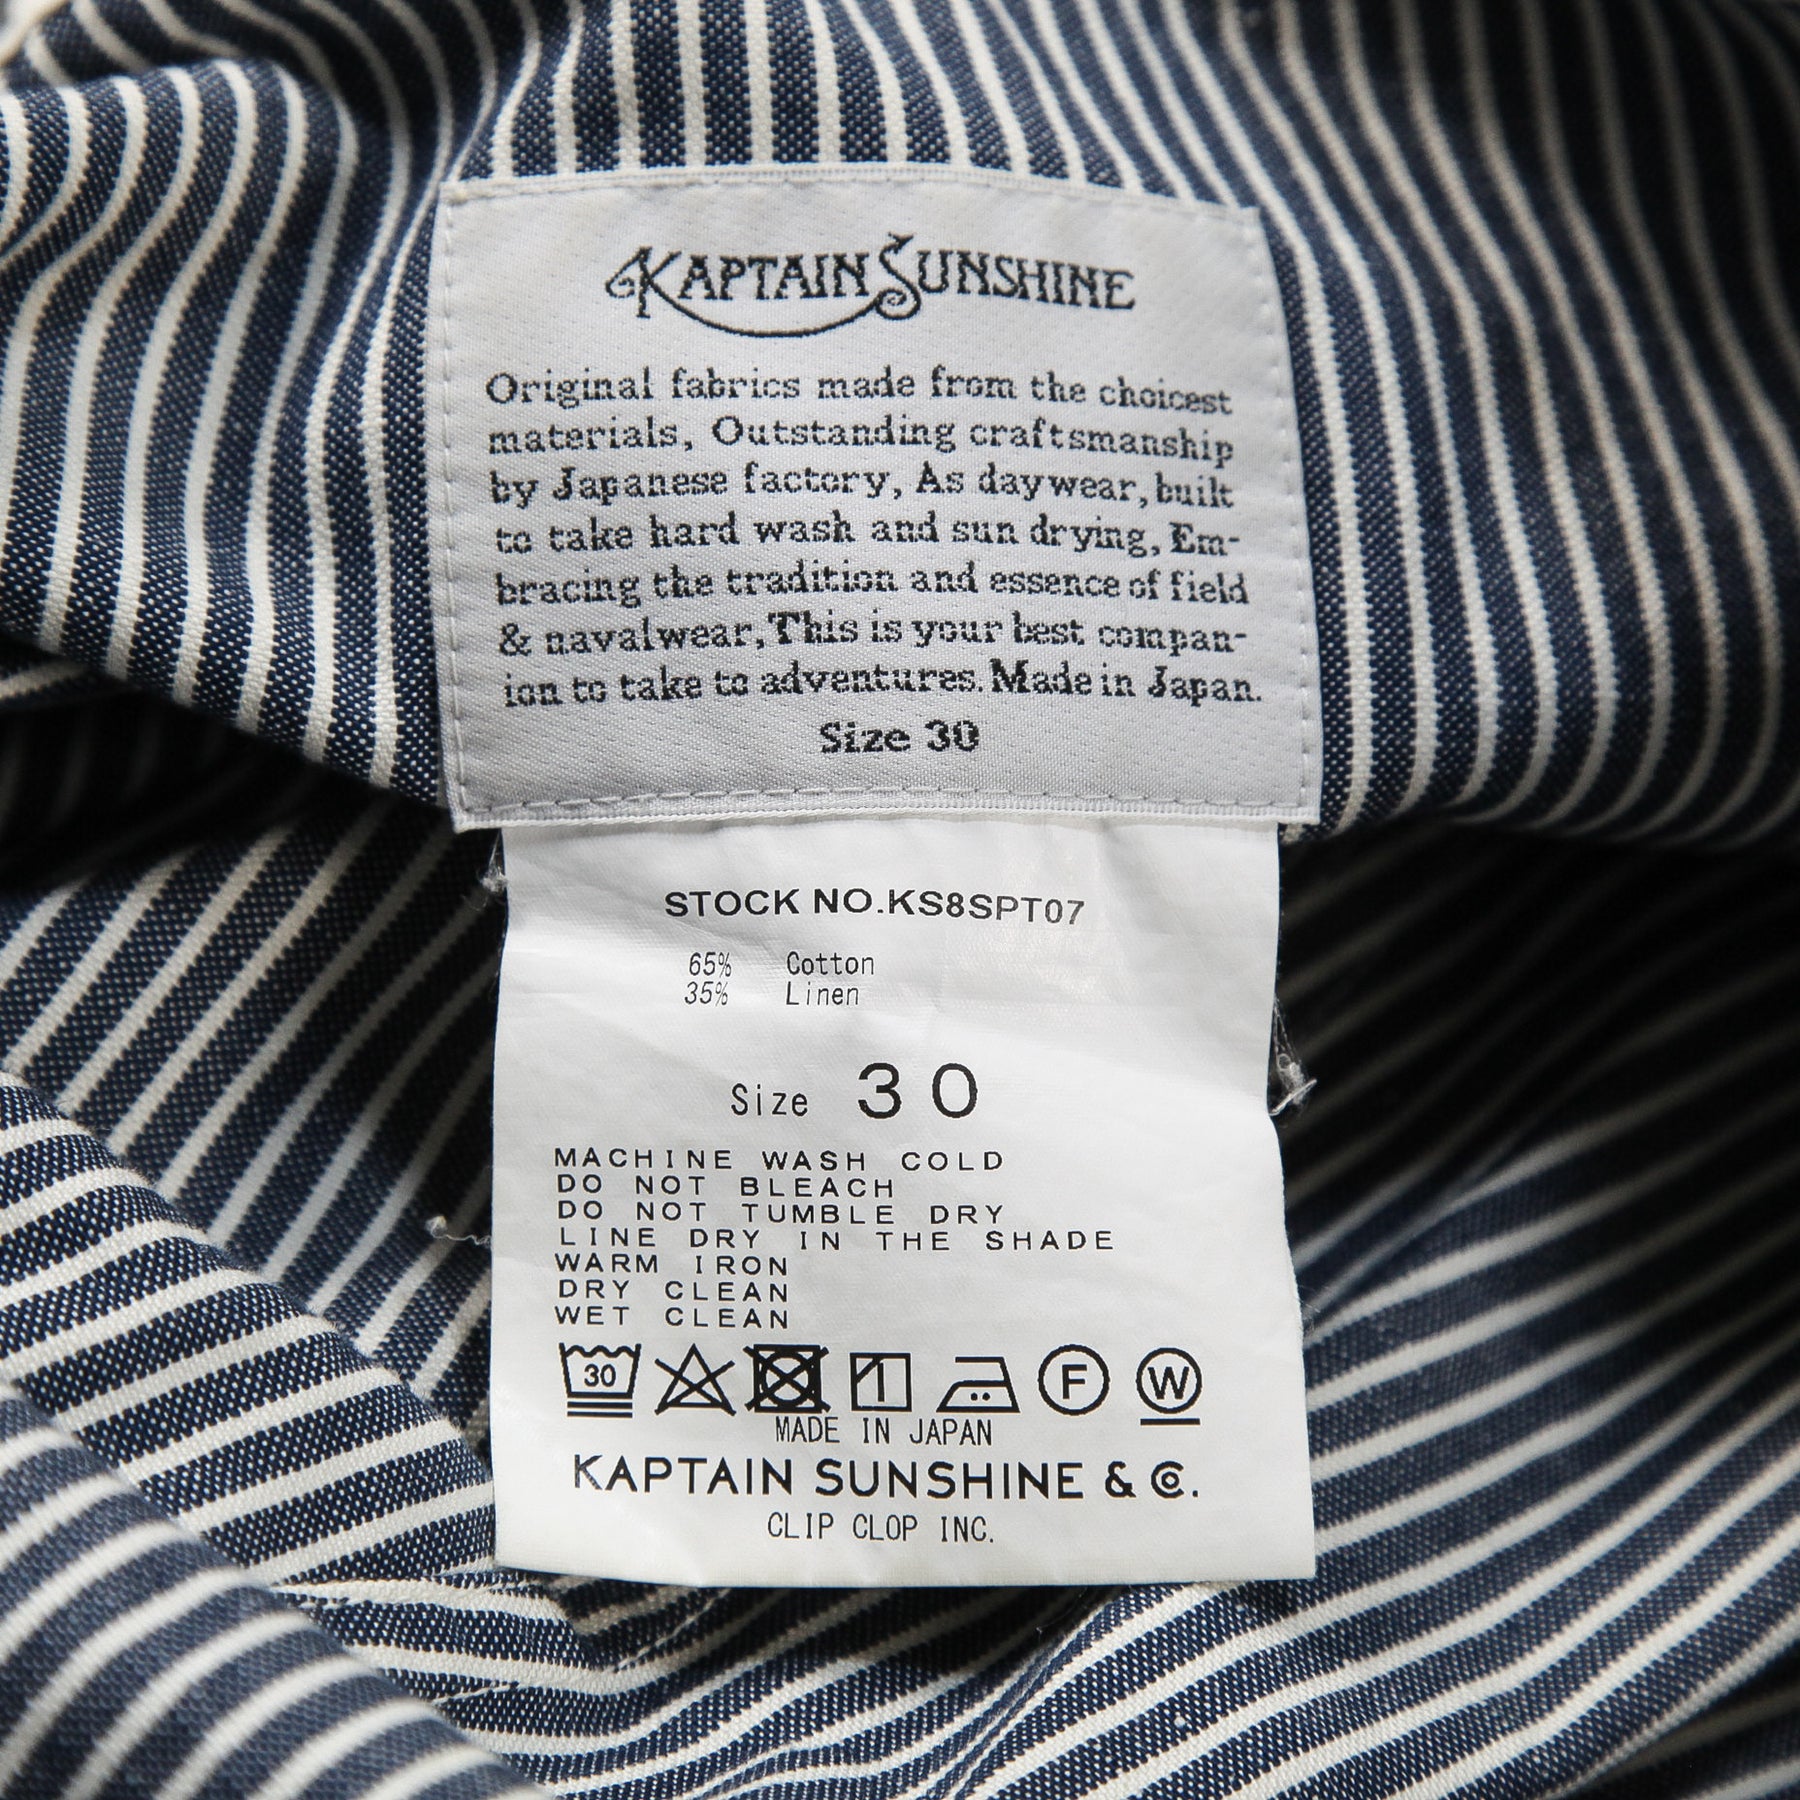 KAPTAIN SUNSHINE
Original fabrics made from the choicest
materials, Outstanding craftsmanship
by Japanese factory, As daywear, built
to take hard wash and sun drying, Em-
bracing the tradition and essence of field
& navalwear, This is your best compan-
ion to take to adventures. Made in Japan.
Size 30
STOCK NO.KS8SPT07
65% Cotton
35% Linen
Size 30
MACHINE WASH COLD
DO NOT BLEACH
DO NOT TUMBLE DRY
LINE DRY IN THE SHADE
WARM IRON
DRY CLEAN
WET CLEAN
30 F W
MADE IN JAPAN
KAPTAIN SUNSHINE & Co.
CLIP CLOP INC.